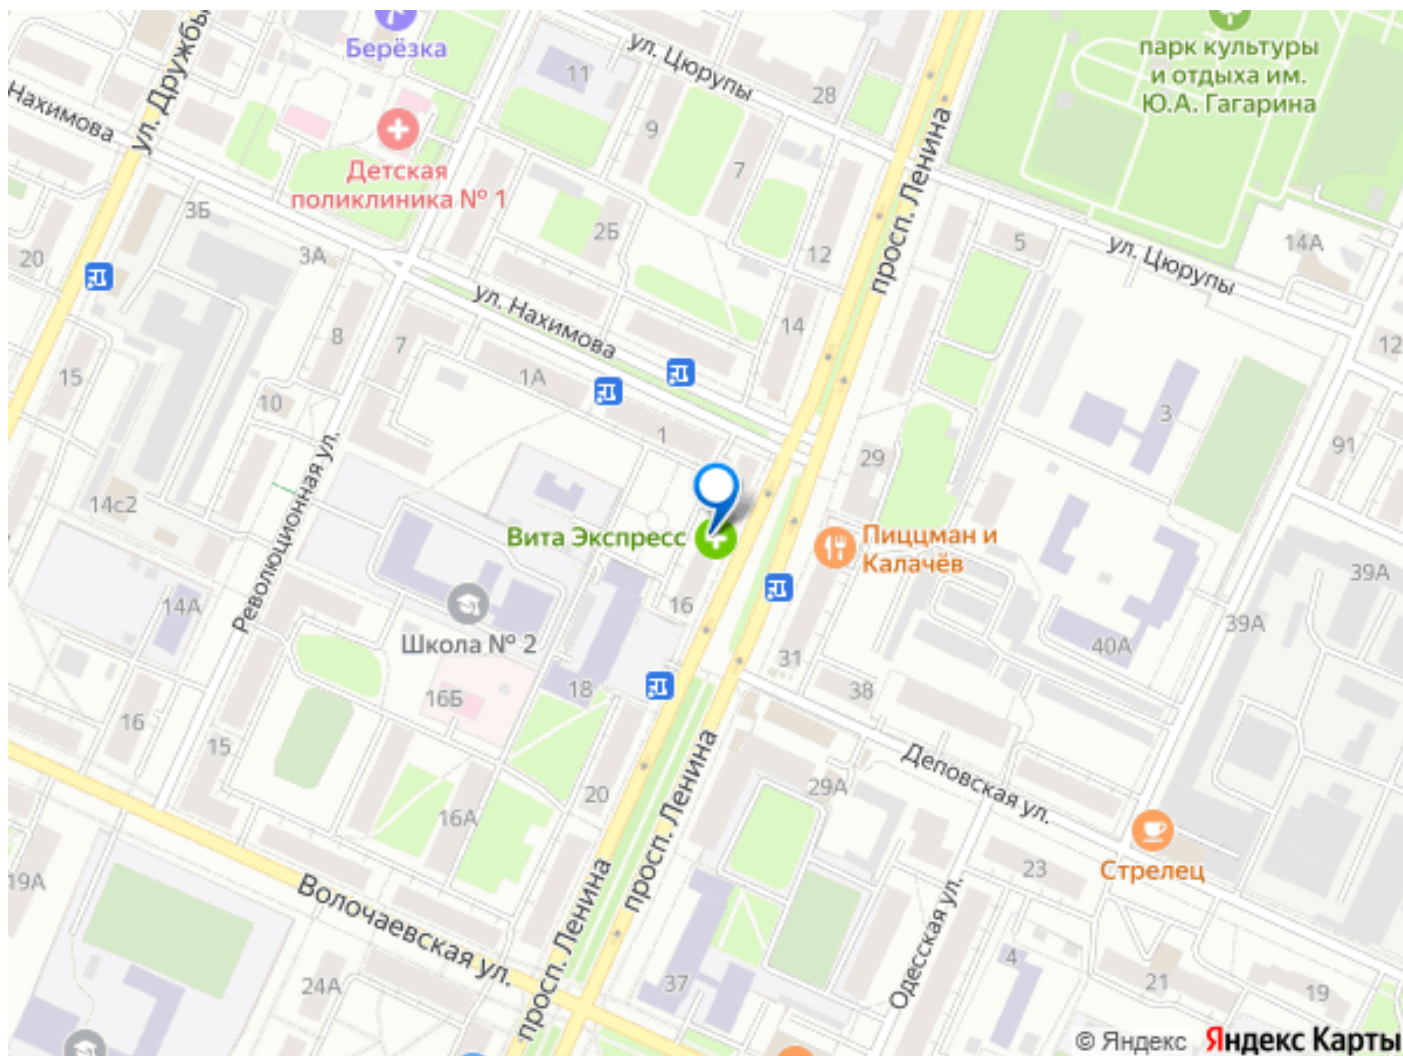 ул. Дружбы
Берёзка
11
ул. Цюрупы
28
парк культуры
и отдыха им.
Ю.А. Гагарина
Нахимова
Детская
поликлиника № 1
9
7
просп. Ленина
3Б
2Б
12
5
ул. Цюрупы
14А
20
3А
ул. Нахимова
14
8
7
12
15
1А
10
1
3
29
91
Революционная ул.
14с2
Вита Экспресс
Пиццман и
Калачёв
39А
14А
16
39А
Школа № 2
31
40А
16Б
18
38
16
15
просп. Ленина
Деповская ул.
20
29А
16А
23
Стрелец
19А
Волочаевская ул.
просп. Ленина
Одесская ул.
24А
37
4
21
19
© Яндекс Яндекс Карты